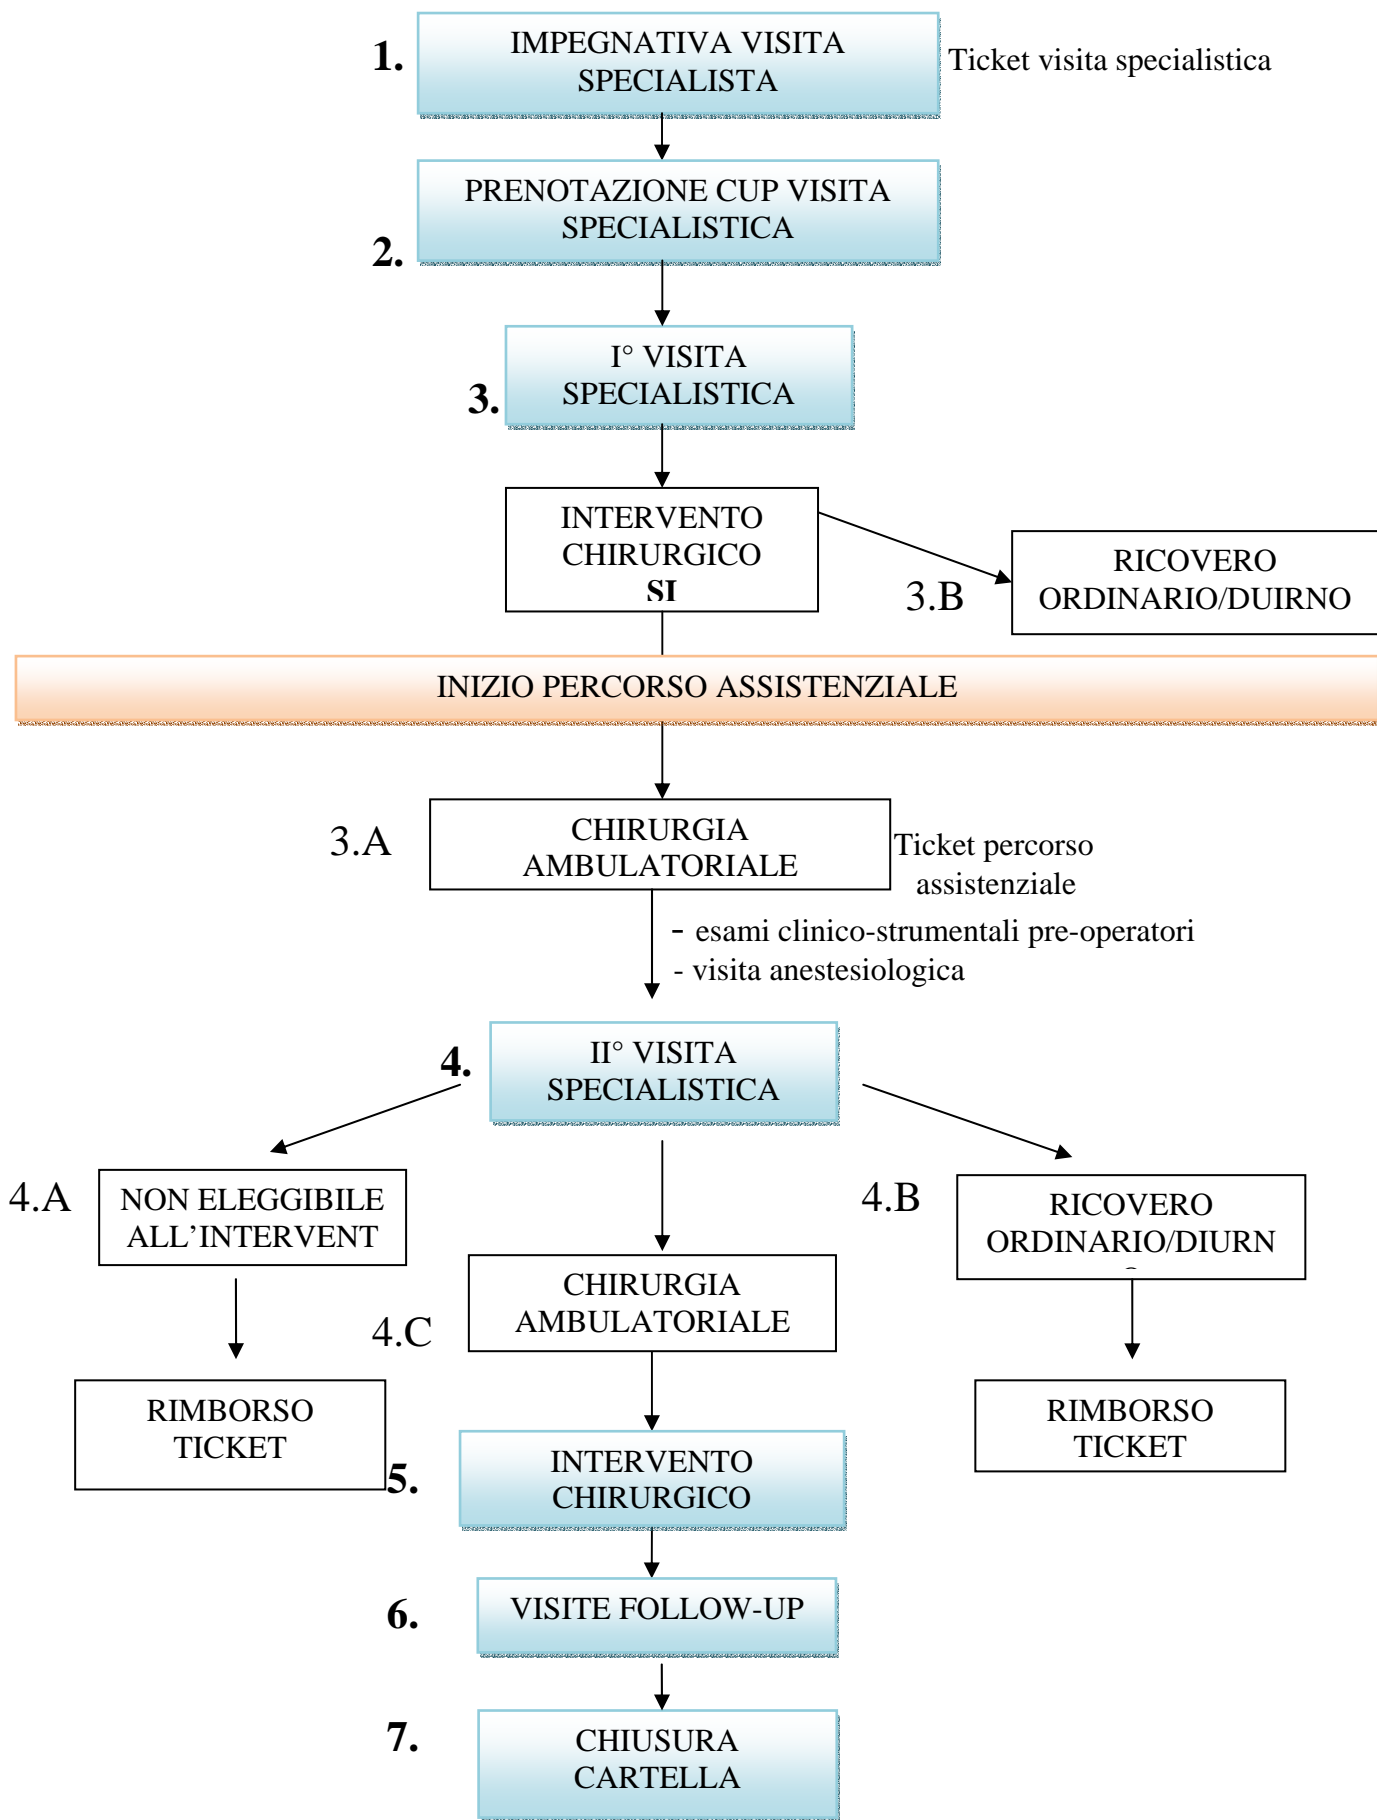 1.
IMPEGNATIVA VISITA
SPECIALISTA
Ticket visita specialistica
PRENOTAZIONE CUP VISITA
SPECIALISTICA
2.
I° VISITA
SPECIALISTICA
3.
INTERVENTO
CHIRURGICO
SI
3.B
RICOVERO
ORDINARIO/DUIRNO
INIZIO PERCORSO ASSISTENZIALE
3.A
CHIRURGIA
AMBULATORIALE
Ticket percorso
assistenziale
- esami clinico-strumentali pre-operatori
- visita anestesiologica
4.
II° VISITA
SPECIALISTICA
4.A
NON ELEGGIBILE
ALL’INTERVENT
4.B
RICOVERO
ORDINARIO/DIURN
4.C
CHIRURGIA
AMBULATORIALE
RIMBORSO
TICKET
RIMBORSO
TICKET
5.
INTERVENTO
CHIRURGICO
6.
VISITE FOLLOW-UP
7.
CHIUSURA
CARTELLA